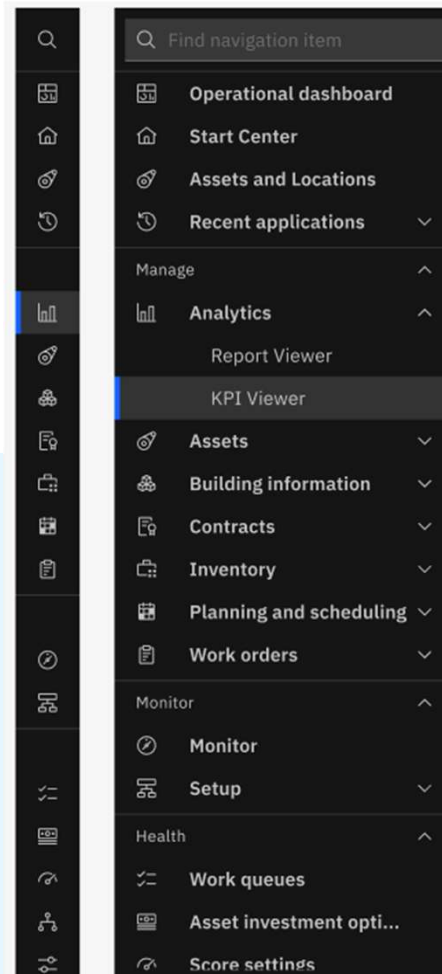 Find navigation item
Operational dashboard
Start Center
Assets and Locations
Recent applications
Manage
Analytics
Report Viewer
KPI Viewer
Assets
Building information
Contracts
Inventory
Planning and scheduling
Work orders
Monitor
Monitor
Setup
Health
Work queues
Asset investment opti...
Score settings